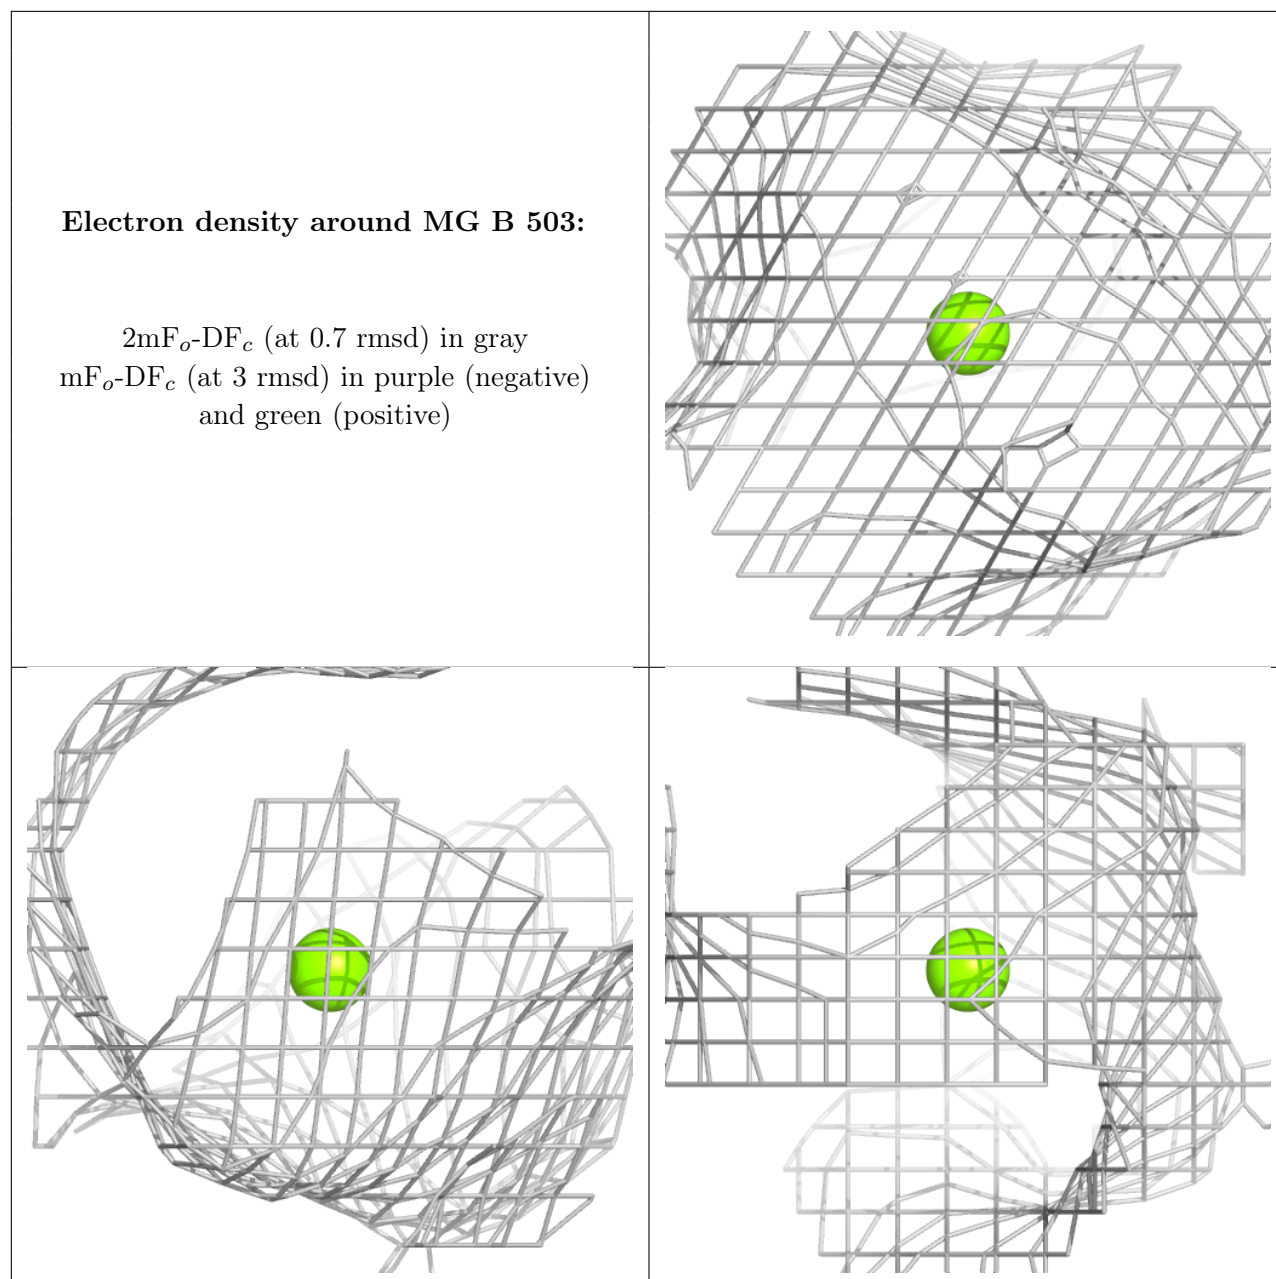 Electron density around MG B 503:
2mFo-DFc (at 0.7 rmsd) in gray
mFo-DFc (at 3 rmsd) in purple (negative)
and green (positive)